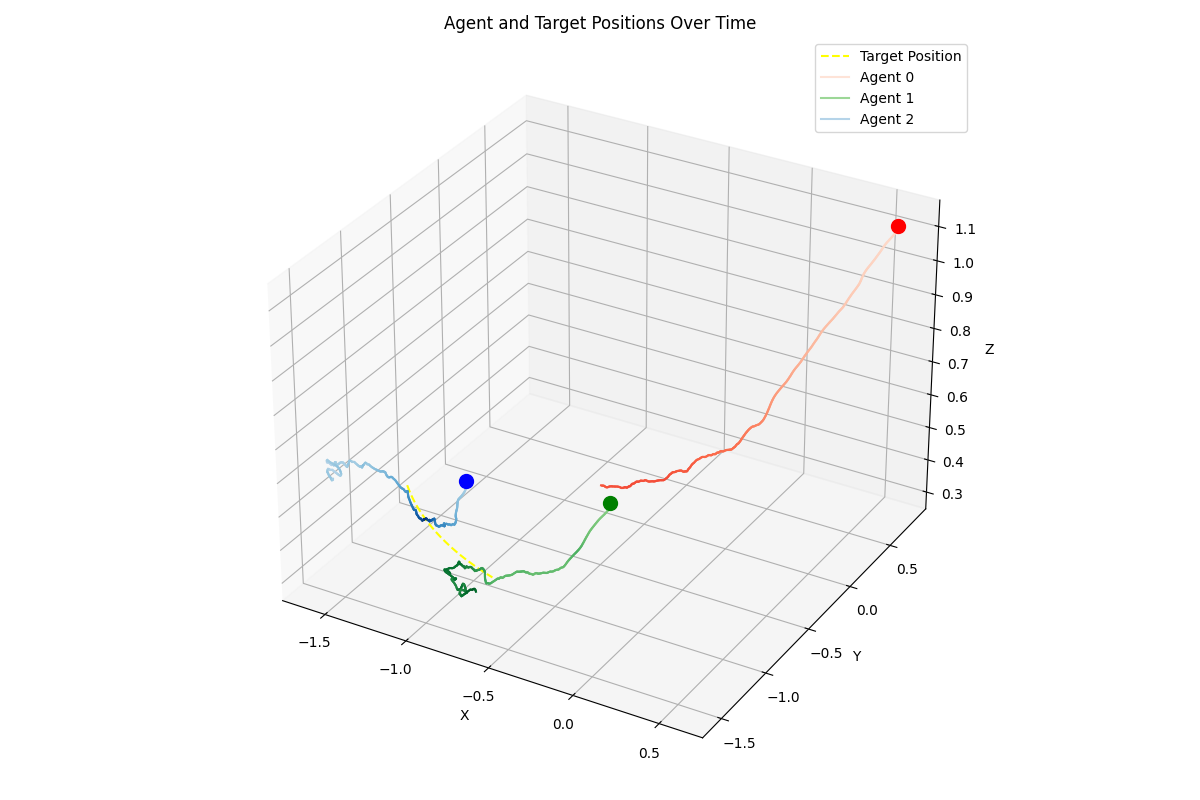 Agent and Target Positions Over Time
Target Position
Agent 0
Agent 1
Agent 2
1.1
1.0
0.9
0.8
0.7
0.6
0.5
0.4
0.3
Z
0.5
0.0
−0.5
−1.0
−1.5
Y
−1.5
−1.0
−0.5
0.0
0.5
X